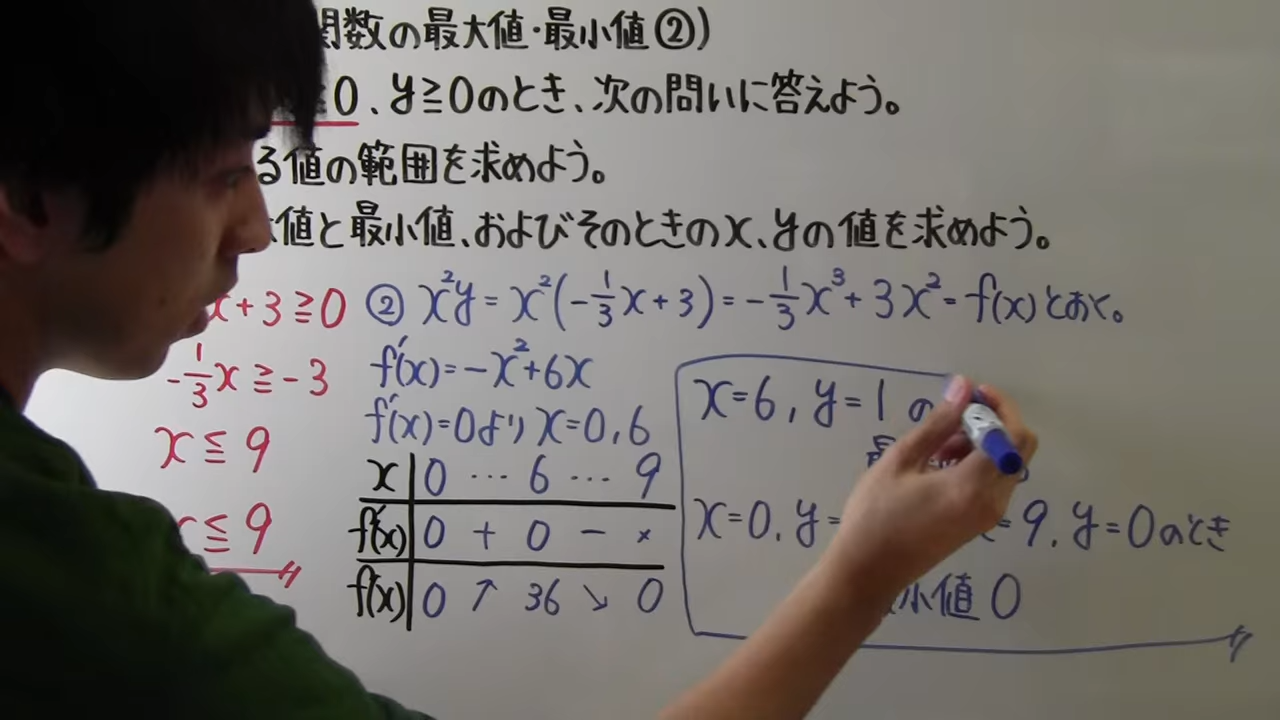 関数の最大値・最小値②)
0、y≧0のとき、次の問いに答えよう。
る値の範囲を求めよう。
値と最小値、およびそのときのx、yの値を求めよう。
x+3≧0
-1/3x≧-3
x≦9
≦9
② x²y=x²(-1/3x+3)=-1/3x³+3x²=f(x)とおく。
f'(x)=-x²+6x
f'(x)=0より x=0,6
x 0 … 6 … 9
f'(x) 0 + 0 - ×
f(x) 0 ↗ 36 ↘ 0
x=6, y=1 の
x=0, y= =9, y=0のとき
小値 0